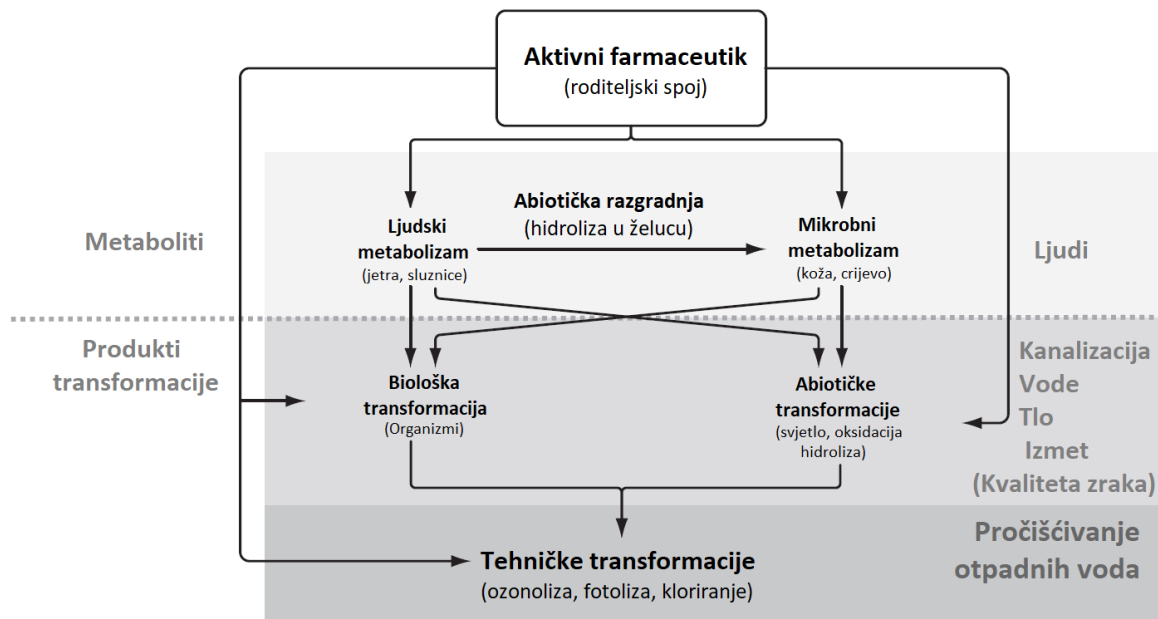 Aktivni farmaceutik
(roditeljski spoj)
Abiotička razgradnja
(hidroliza u želucu)
Ljudski
metabolizam
(jetra, sluznice)
Mikrobni
metabolizam
(koža, crijevo)
Metaboliti
Ljudi
Produkti
transformacije
Biološka
transformacija
(Organizmi)
Abiotičke
transformacije
(svjetlo, oksidacija
hidroliza)
Kanalizacija
Vode
Tlo
Izmet
(Kvaliteta zraka)
Tehničke transformacije
(ozonoliza, fotoliza, kloriranje)
Pročišćivanje
otpadnih voda